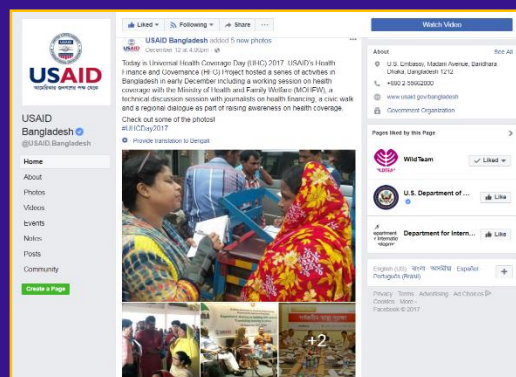 USAID
আমেরিকার জনগণের পক্ষ থেকে
USAID
Bangladesh
@USAID.Bangladesh
Home
About
Photos
Videos
Events
Notes
Posts
Community
Create a Page
Liked
Following
Share
USAID Bangladesh added 5 new photos.
December 12 at 4:00pm
Today is Universal Health Coverage Day (UHC) 2017. USAID's Health
Finance and Governance (HFG) Project hosted a series of activities in
Bangladesh in early December including a working session on health
coverage with the Ministry of Health and Family Welfare (MOHFW), a
technical discussion session with journalists on health financing, a civic walk
and a regional dialogue as part of raising awareness on health coverage.
Check out some of the photos!
#UHCDay2017
Provide translation to Bengali
+2
Watch Video
About
See All
U.S. Embassy, Madani Avenue, Baridhara
Dhaka, Bangladesh 1212
www.usaid.gov/bangladesh
Government Organization
Pages liked by this Page
WildTeam
Liked
U.S. Department of ...
Like
Department for Intern...
Like
English (US) বাংলা অসমীয়া Español
Português (Brasil)
Privacy Terms Advertising Ad Choices
Cookies More
Facebook © 2017